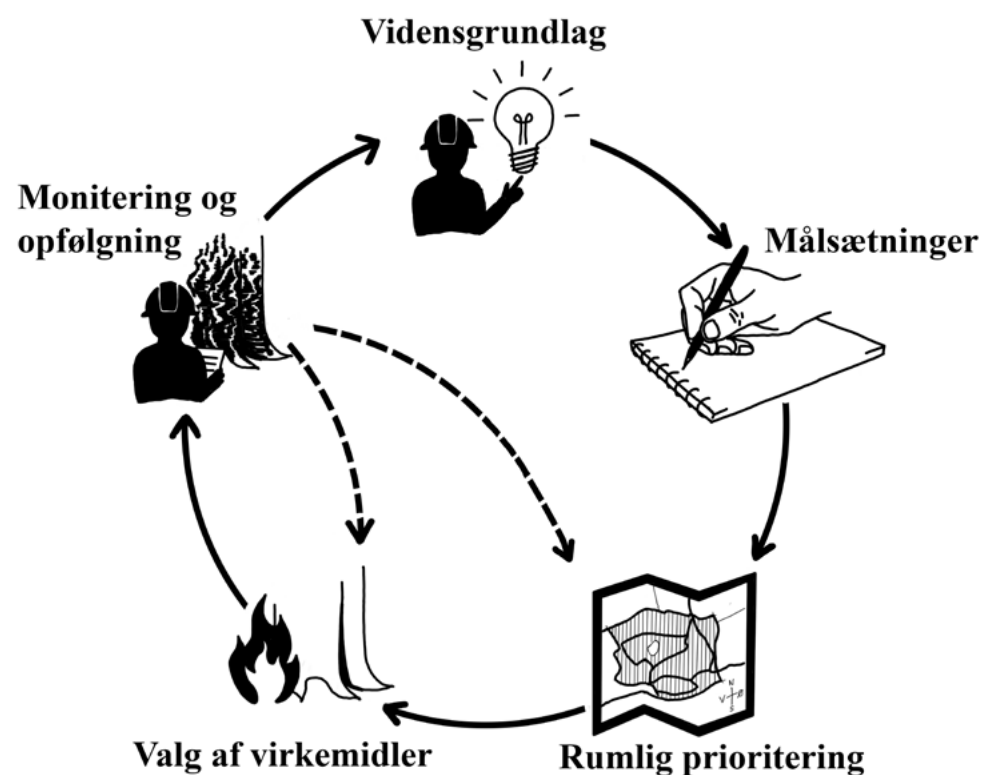 Vidensgrundlag
Monitering og
opfølgning
Målsætninger
N
V Ø
S
Valg af virkemidler
Rumlig prioritering